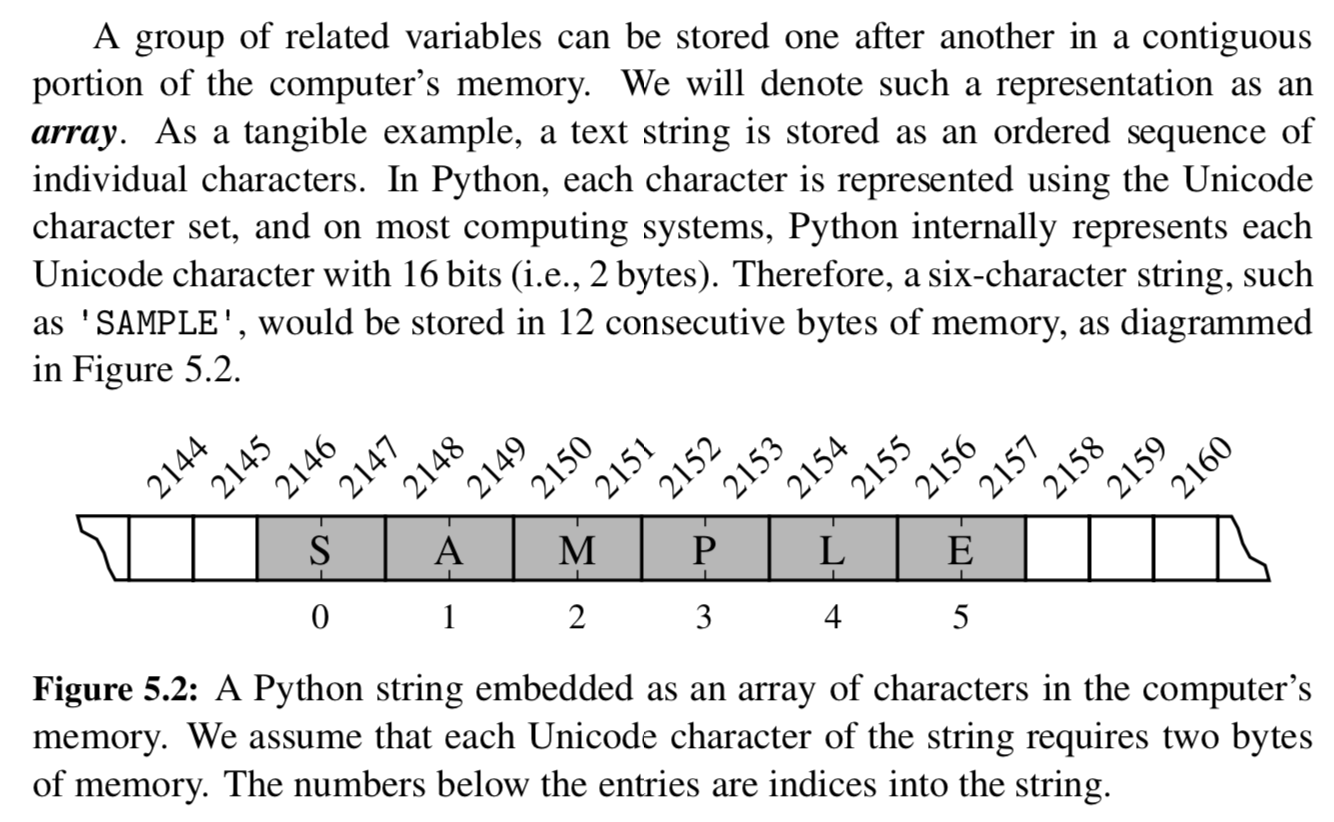 A group of related variables can be stored one after another in a contiguous
portion of the computer’s memory. We will denote such a representation as an
array. As a tangible example, a text string is stored as an ordered sequence of
individual characters. In Python, each character is represented using the Unicode
character set, and on most computing systems, Python internally represents each
Unicode character with 16 bits (i.e., 2 bytes). Therefore, a six-character string, such
as 'SAMPLE', would be stored in 12 consecutive bytes of memory, as diagrammed
in Figure 5.2.
2144 2145 2146 2147 2148 2149 2150 2151 2152 2153 2154 2155 2156 2157 2158 2159 2160
S A M P L E
0 1 2 3 4 5
Figure 5.2: A Python string embedded as an array of characters in the computer’s
memory. We assume that each Unicode character of the string requires two bytes
of memory. The numbers below the entries are indices into the string.